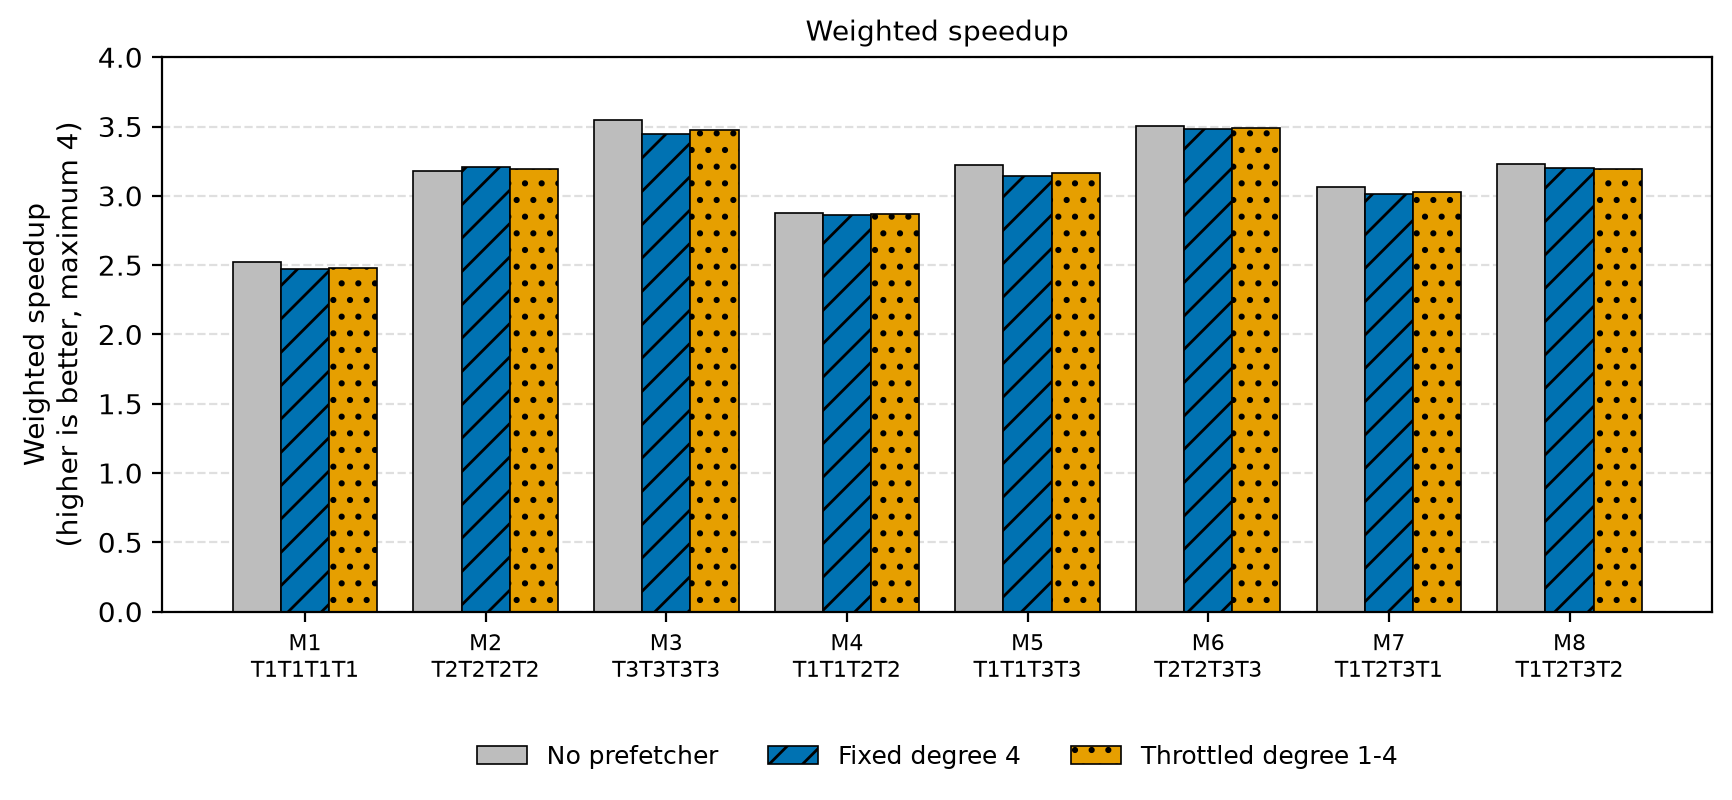 Weighted speedup
Weighted speedup
(higher is better, maximum 4)
4.0
3.5
3.0
2.5
2.0
1.5
1.0
0.5
0.0
M1 M2 M3 M4 M5 M6 M7 M8
T1T1T1T1 T2T2T2T2 T3T3T3T3 T1T1T2T2 T1T1T3T3 T2T2T3T3 T1T2T3T1 T1T2T3T2
No prefetcher Fixed degree 4 Throttled degree 1-4